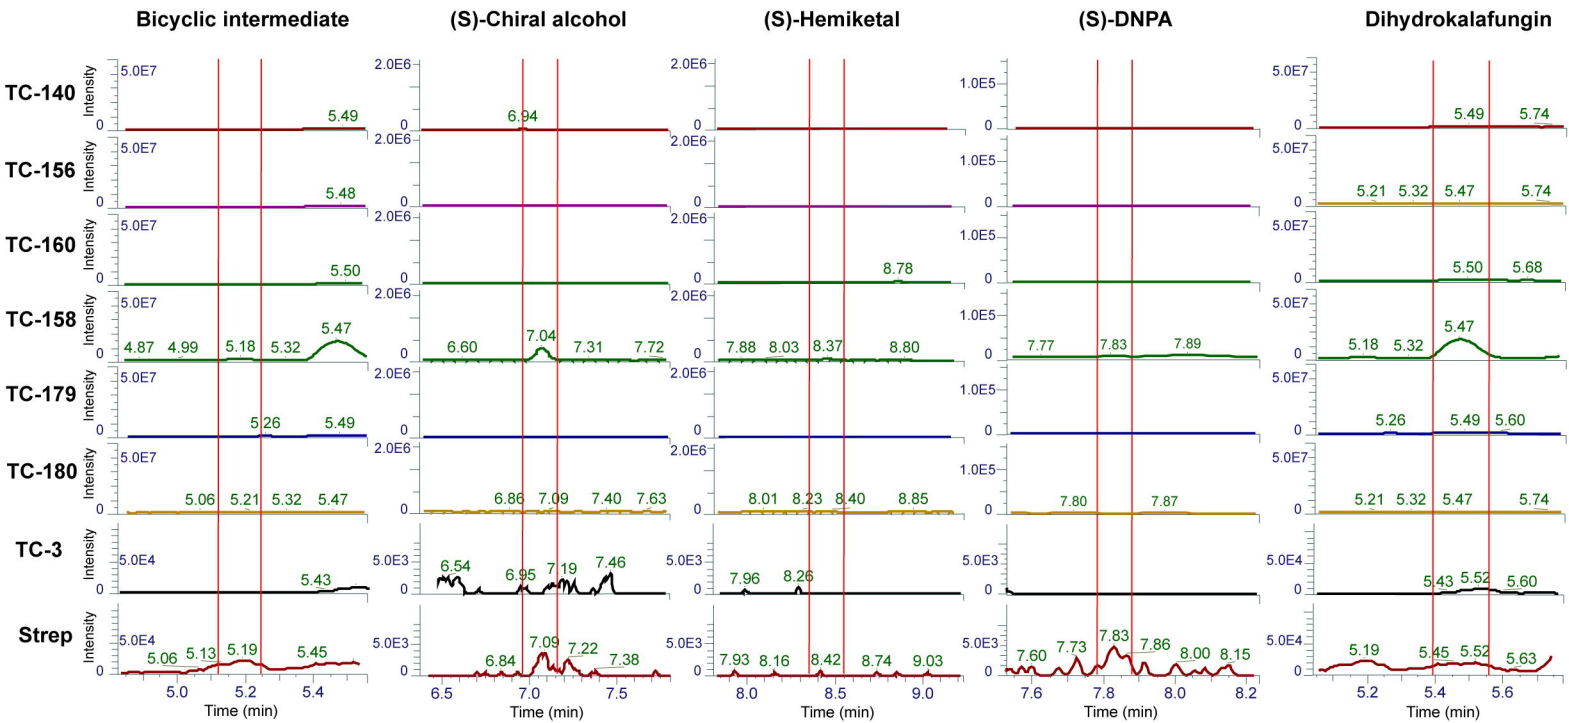 Bicyclic intermediate (S)-Chiral alcohol (S)-Hemiketal (S)-DNPA Dihydrokalafungin
TC-140 Intensity 5.0E7 0 5.49 2.0E6 0 6.94 2.0E6 0 1.0E5 0 5.0E7 0 5.49 5.74
TC-156 Intensity 5.0E7 0 5.48 2.0E6 0 2.0E6 0 1.0E5 0 5.0E7 0 5.21 5.32 5.47 5.74
TC-160 Intensity 5.0E7 0 5.50 2.0E6 0 2.0E6 0 8.78 1.0E5 0 5.0E7 0 5.50 5.68
TC-158 Intensity 5.0E7 0 4.87 4.99 5.18 5.32 5.47 2.0E6 0 6.60 7.04 7.31 7.72 2.0E6 0 7.88 8.03 8.37 8.80 1.0E5 0 7.77 7.83 7.89 5.0E7 0 5.18 5.32 5.47
TC-179 Intensity 5.0E7 0 5.26 5.49 2.0E6 0 2.0E6 0 1.0E5 0 5.0E7 0 5.26 5.49 5.60
TC-180 Intensity 5.0E7 0 5.06 5.21 5.32 5.47 2.0E6 0 6.86 7.09 7.40 7.63 2.0E6 0 8.01 8.23 8.40 8.85 1.0E5 0 7.80 7.87 5.0E7 0 5.21 5.32 5.47 5.74
TC-3 Intensity 5.0E4 0 5.43 5.0E3 0 6.54 6.95 7.19 7.46 5.0E3 0 7.96 8.26 5.0E3 0 5.0E4 0 5.43 5.52 5.60
Strep Intensity 5.0E4 0 5.06 5.13 5.19 5.45 5.0E3 0 6.84 7.09 7.22 7.38 5.0E3 0 7.93 8.16 8.42 8.74 9.03 5.0E3 0 7.60 7.73 7.83 7.86 8.00 8.15 5.0E4 0 5.19 5.45 5.52 5.63
5.0 5.2 5.4 6.5 7.0 7.5 8.0 8.5 9.0 7.6 7.8 8.0 8.2 5.2 5.4 5.6
Time (min) Time (min) Time (min) Time (min) Time (min)